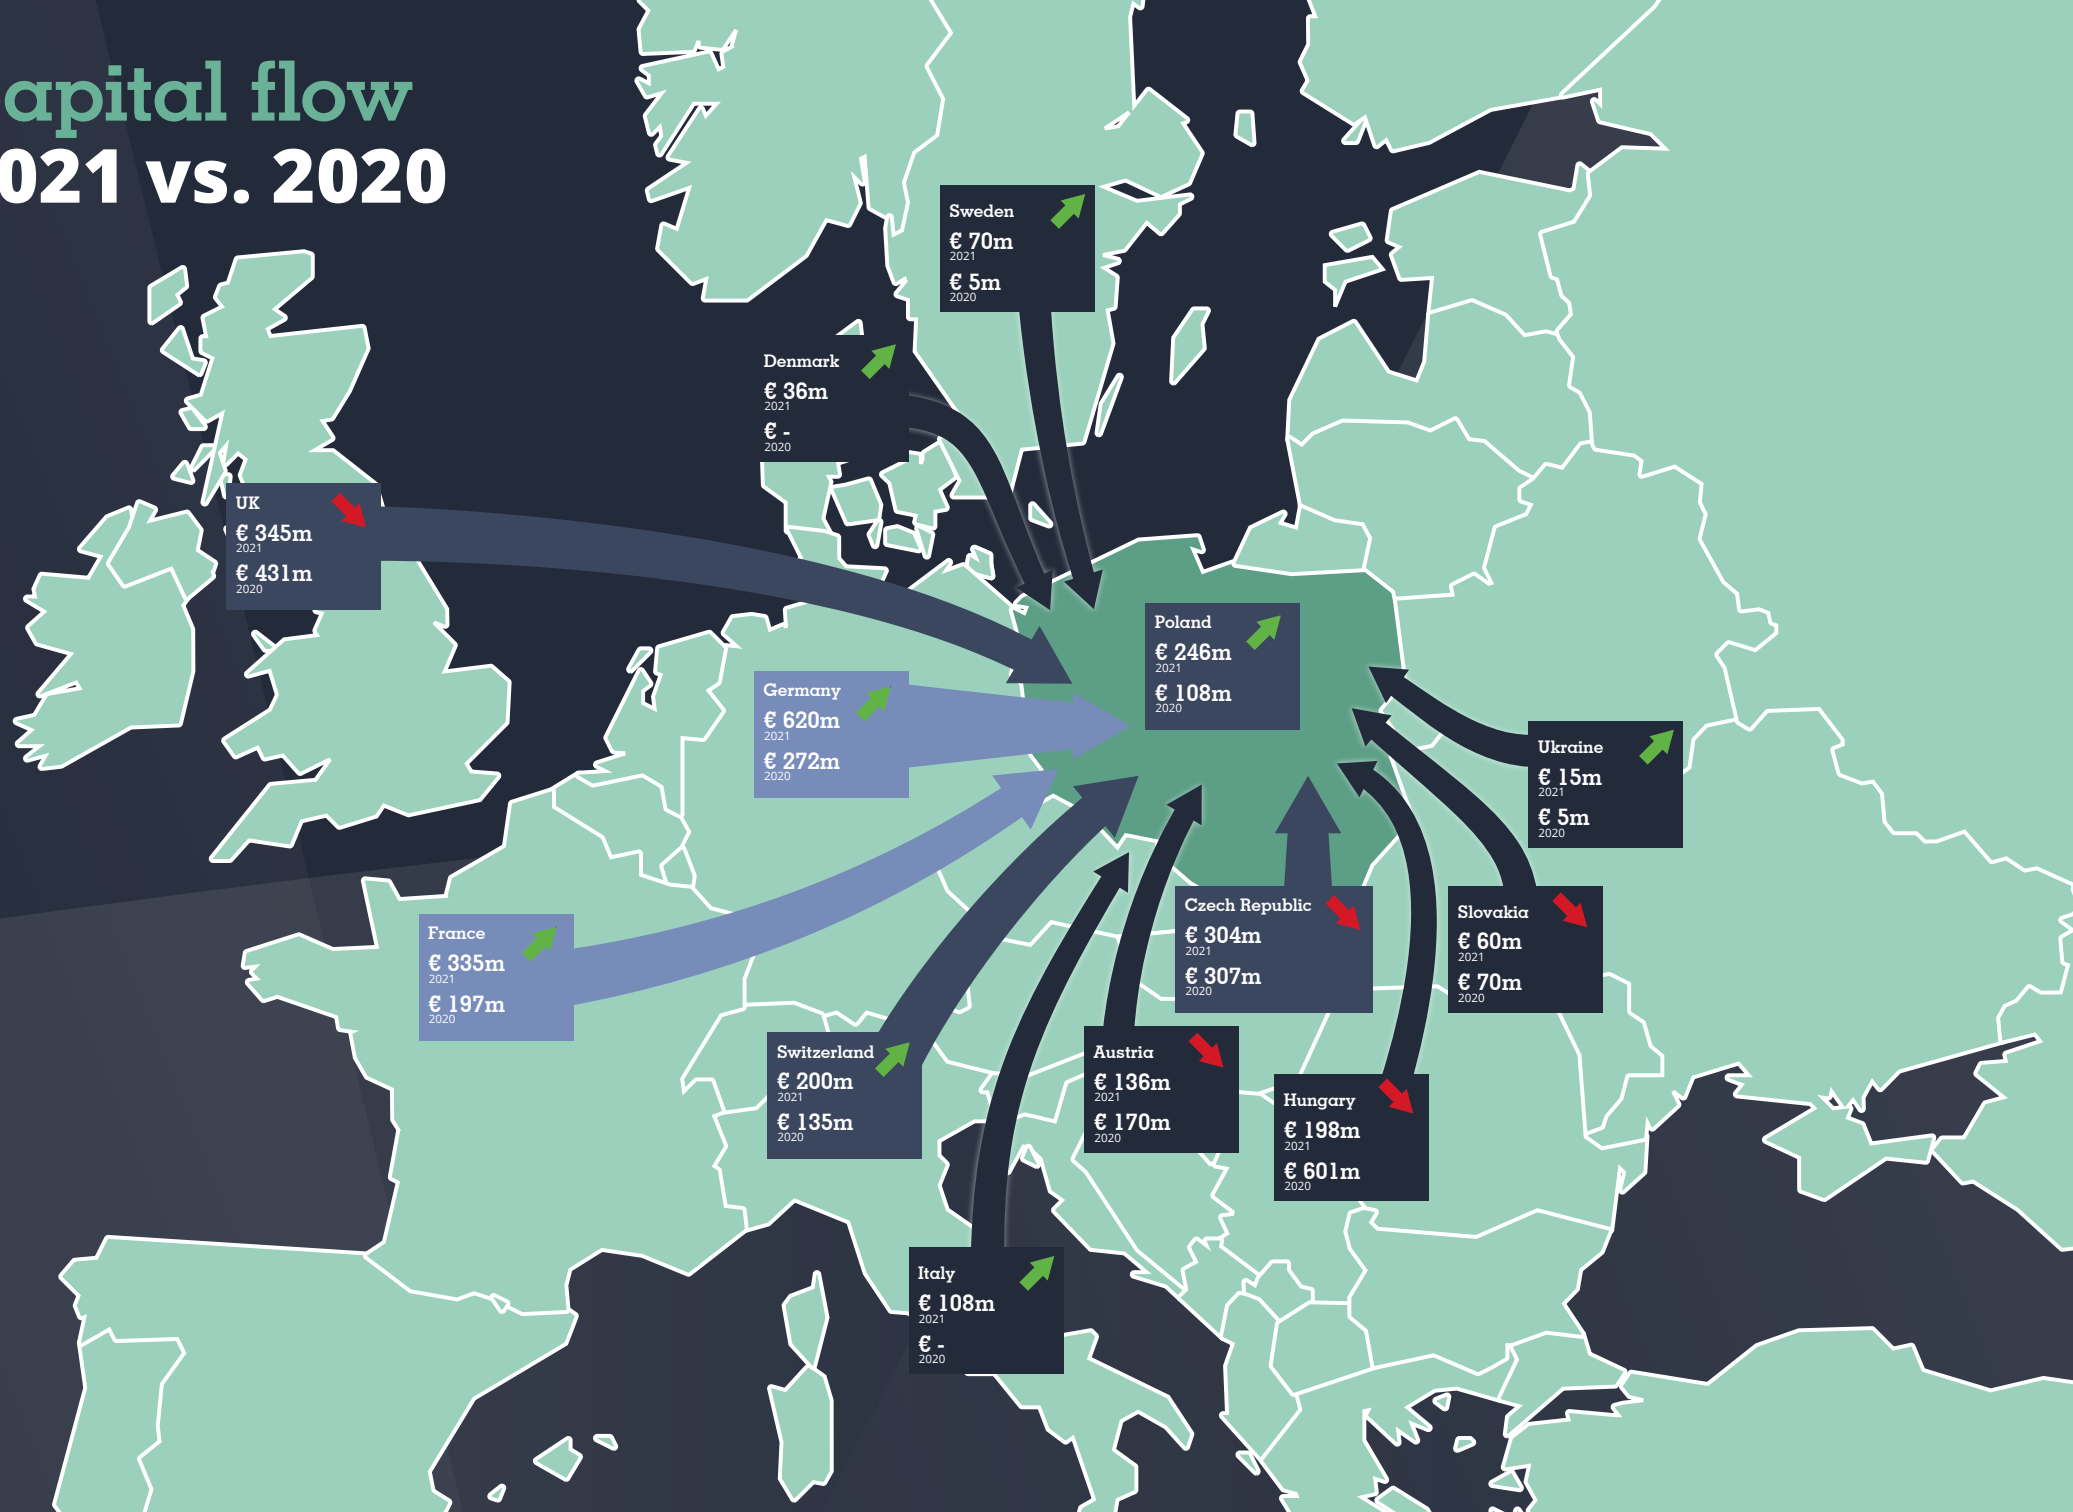 apital flow
021 vs. 2020
Sweden
€ 70m
2021
€ 5m
2020
Denmark
€ 36m
2021
€ -
2020
UK
€ 345m
2021
€ 431m
2020
Poland
€ 246m
2021
€ 108m
2020
Germany
€ 620m
2021
€ 272m
2020
Ukraine
€ 15m
2021
€ 5m
2020
France
€ 335m
2021
€ 197m
2020
Czech Republic
€ 304m
2021
€ 307m
2020
Slovakia
€ 60m
2021
€ 70m
2020
Switzerland
€ 200m
2021
€ 135m
2020
Austria
€ 136m
2021
€ 170m
2020
Hungary
€ 198m
2021
€ 601m
2020
Italy
€ 108m
2021
€ -
2020